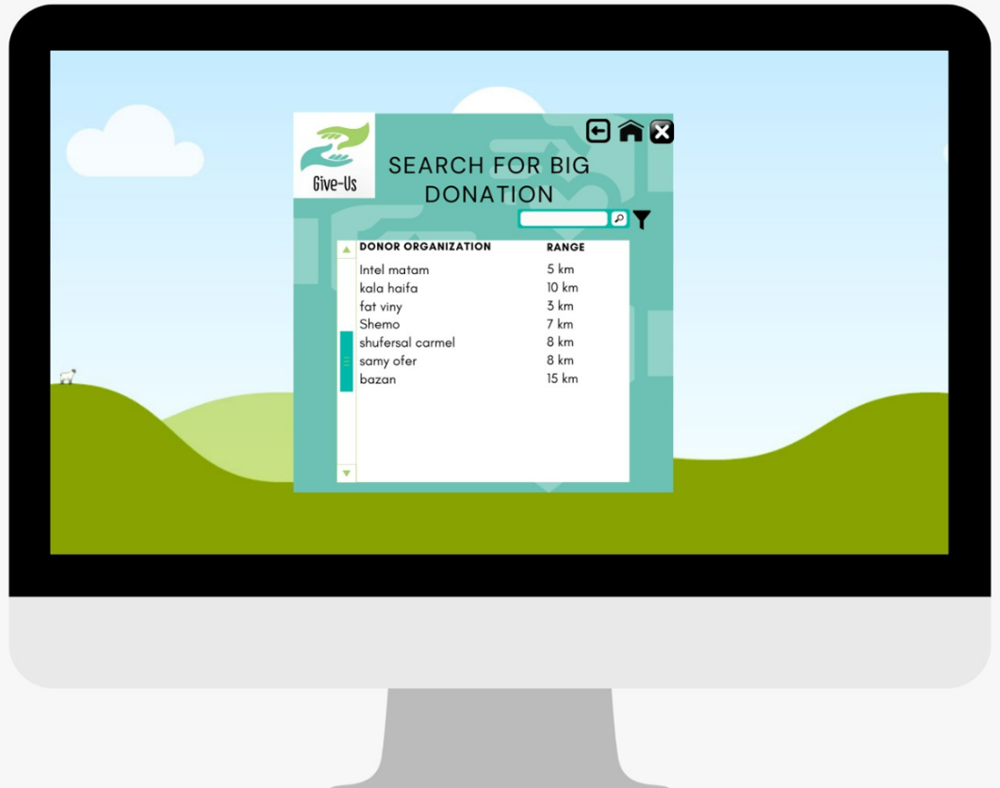 Give-Us
SEARCH FOR BIG
DONATION
DONOR ORGANIZATION RANGE
Intel matam 5 km
kala haifa 10 km
fat viny 3 km
Shemo 7 km
shufersal carmel 8 km
samy ofer 8 km
bazan 15 km